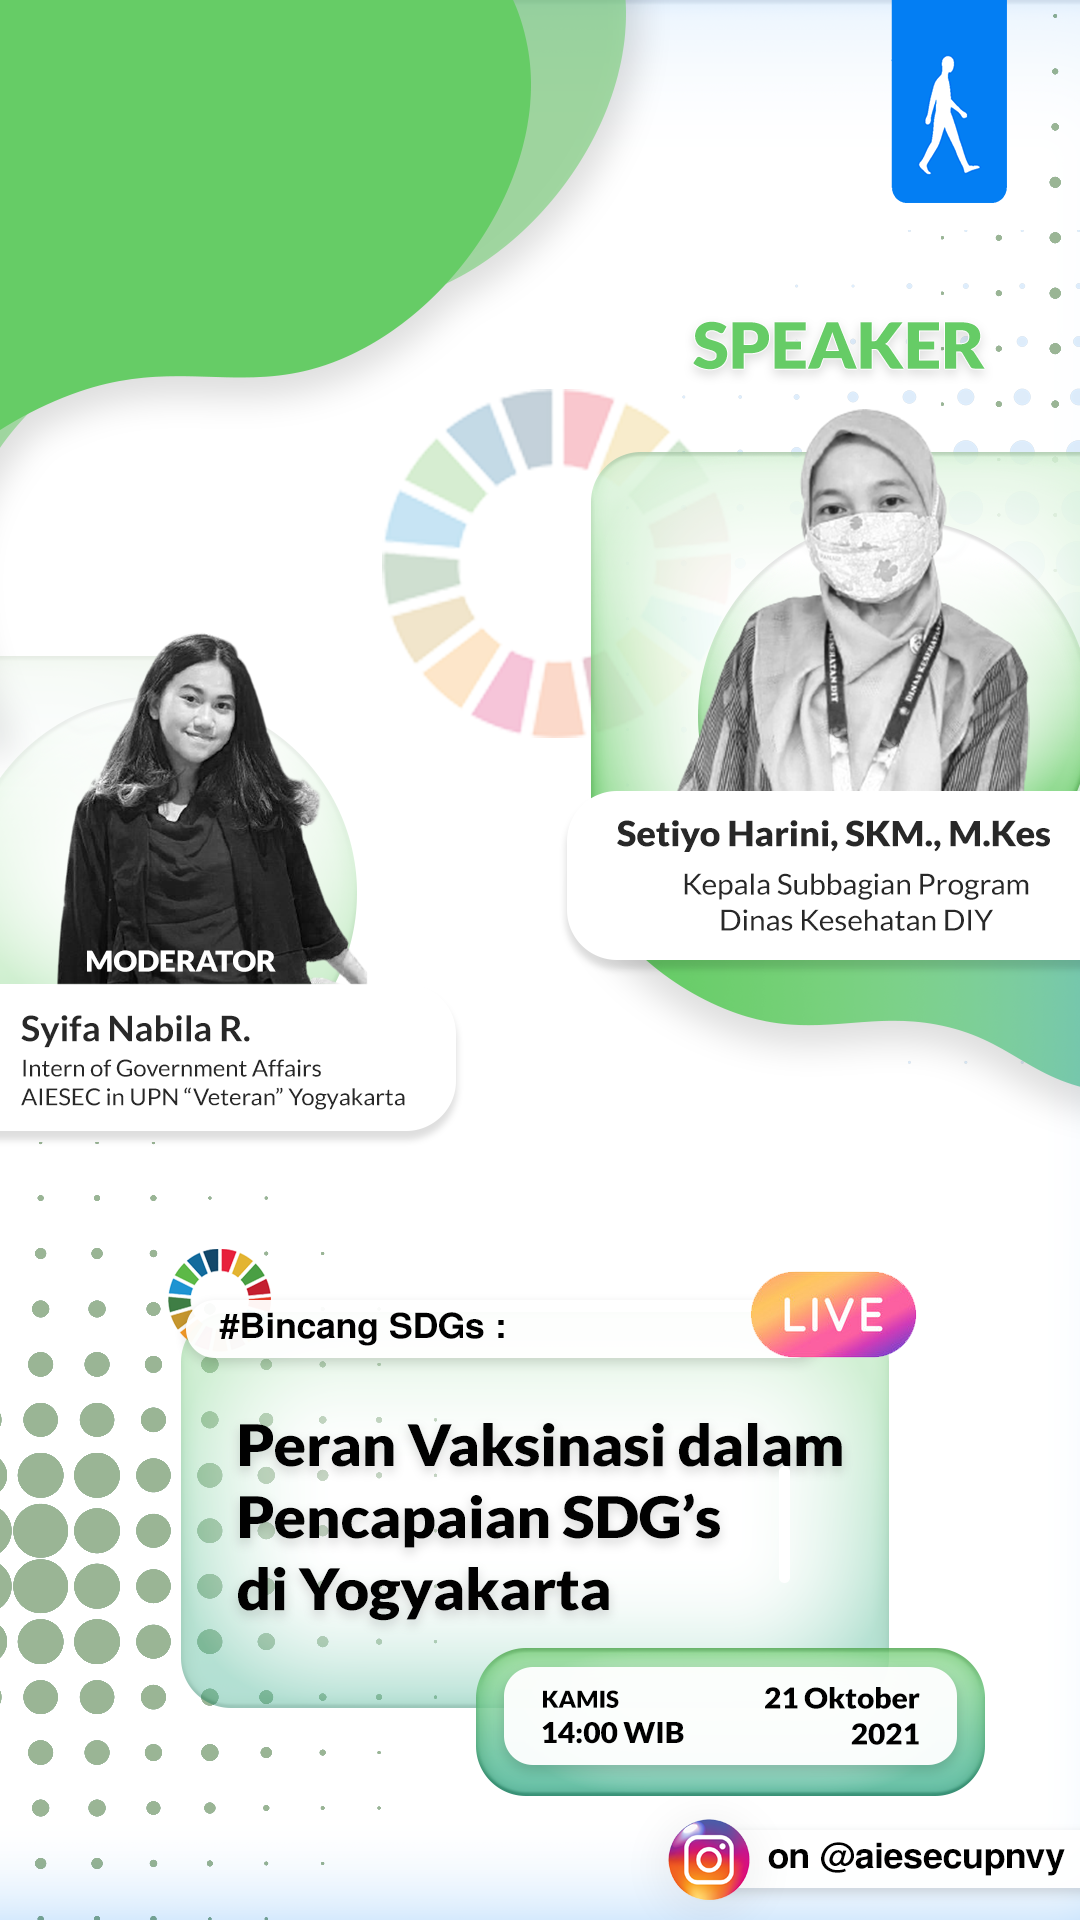 SPEAKER
Setiyo Harini, SKM., M.Kes
Kepala Subbagian Program
Dinas Kesehatan DIY
MODERATOR
Syifa Nabila R.
Intern of Government Affairs
AIESEC in UPN “Veteran” Yogyakarta
#Bincang SDGs :
LIVE
Peran Vaksinasi dalam
Pencapaian SDG’s
di Yogyakarta
KAMIS
14:00 WIB
21 Oktober
2021
on @aiesecupnvy